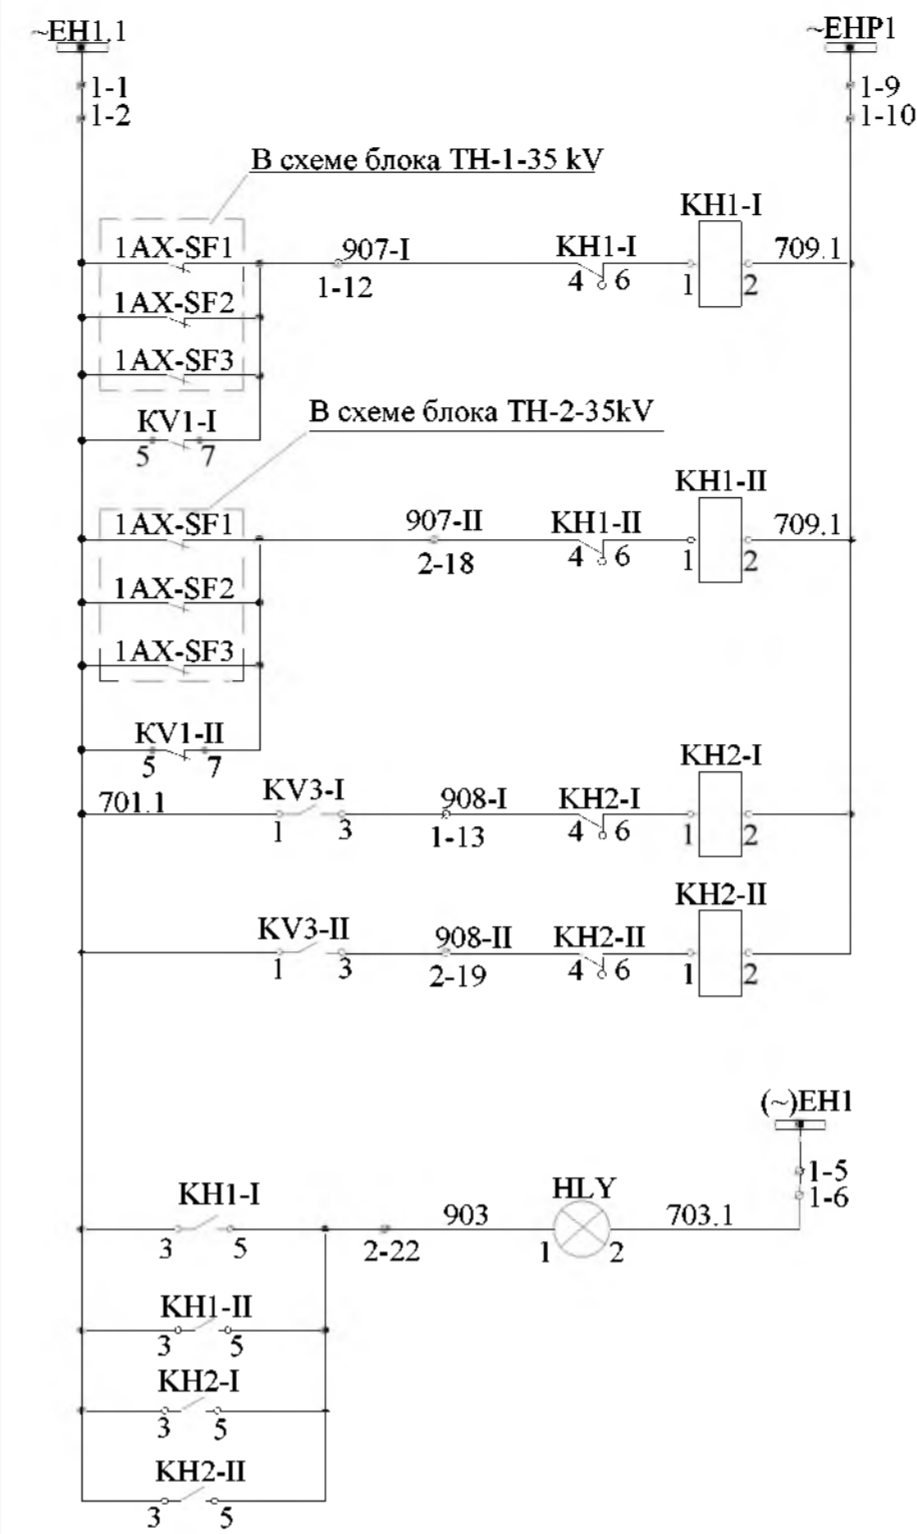 ~EH1.1 ~EHP1
1-1 1-9
1-2 1-10
В схеме блока ТН-1-35 kV
KH1-I
1AX-SF1 907-I KH1-I 709.1
1-12 4 6 1 2
1AX-SF2
1AX-SF3
KV1-I
5 7
В схеме блока ТН-2-35kV
KH1-II
1AX-SF1 907-II KH1-II 709.1
2-18 4 6 1 2
1AX-SF2
1AX-SF3
KV1-II
5 7
KH2-I
701.1 KV3-I 908-I KH2-I
1 3 1-13 4 6 1 2
KH2-II
KV3-II 908-II KH2-II
1 3 2-19 4 6 1 2
(~)EH1
1-5
1-6
KH1-I 903 HLY 703.1
3 5 2-22 1 2
KH1-II
3 5
KH2-I
3 5
KH2-II
3 5